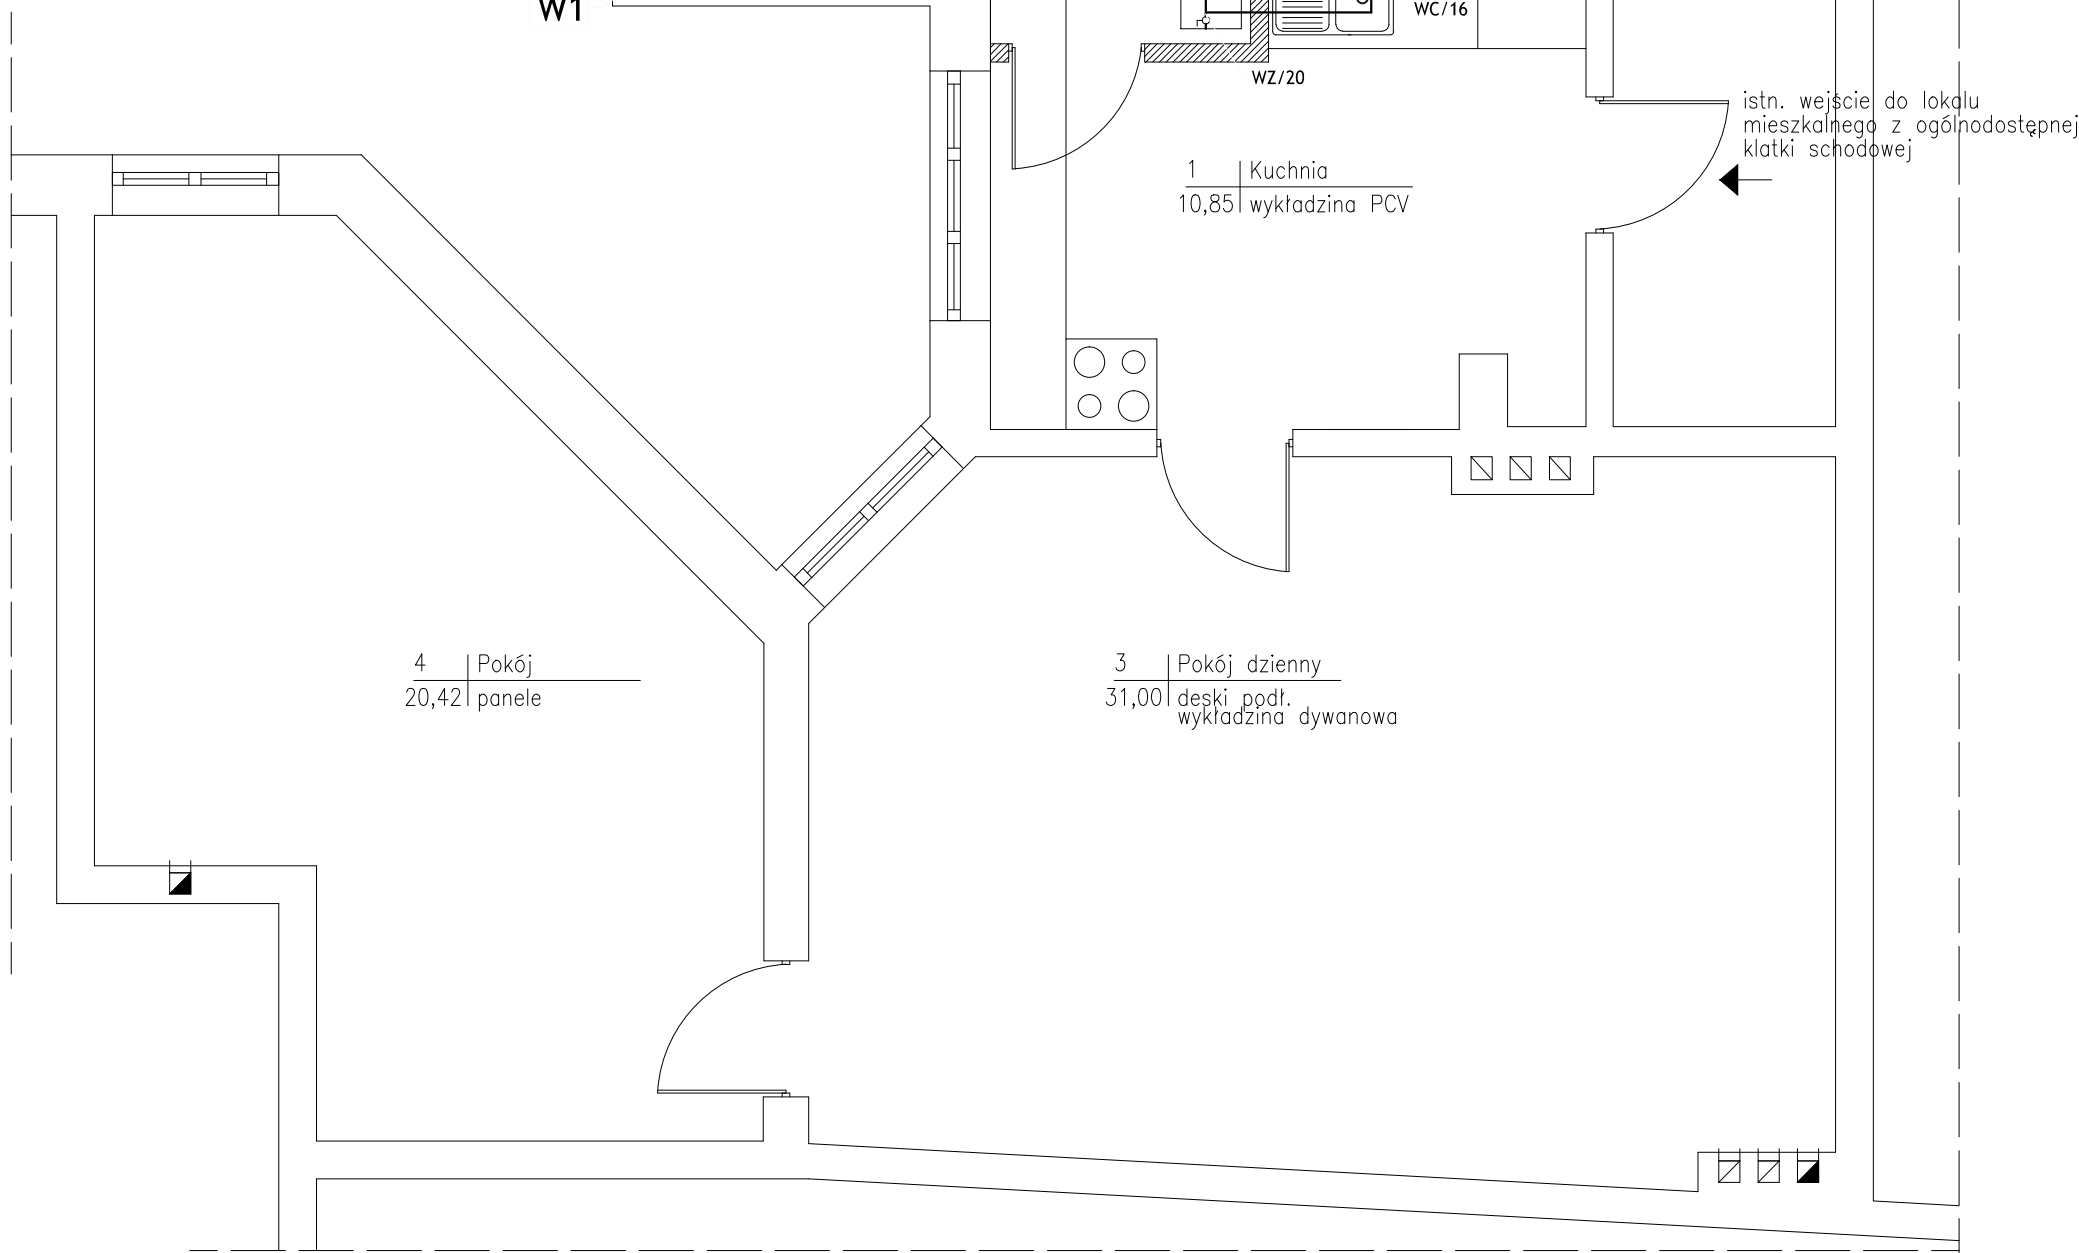 W1
WC/16
WZ/20
istn. wejście do lokalu
mieszkalnego z ogólnodostępnej
klatki schodowej
1 Kuchnia
10,85 wykładzina PCV
4 Pokój
20,42 panele
3 Pokój dzienny
31,00 deski podł.
wykładzina dywanowa